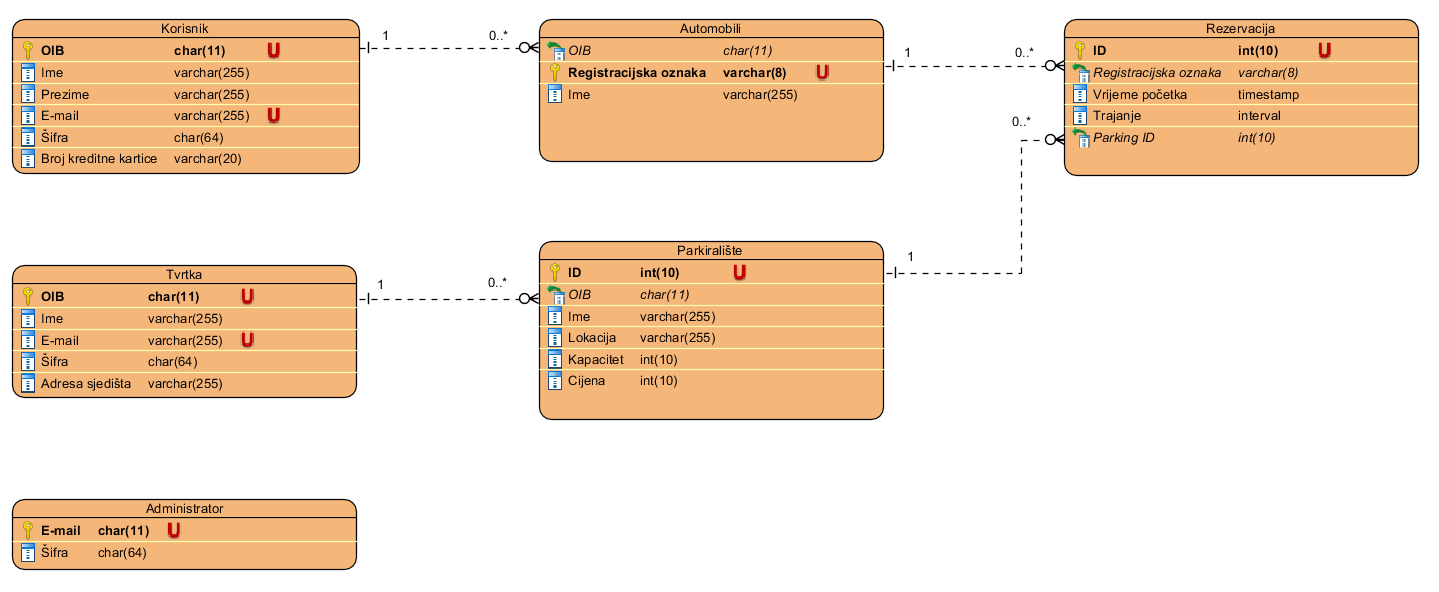 Korisnik
OIB char(11) U
Ime varchar(255)
Prezime varchar(255)
E-mail varchar(255) U
Šifra char(64)
Broj kreditne kartice varchar(20)
1 0..*
Automobili
OIB char(11)
Registracijska oznaka varchar(8) U
Ime varchar(255)
1 0..*
Rezervacija
ID int(10) U
Registracijska oznaka varchar(8)
Vrijeme početka timestamp
Trajanje interval
Parking ID int(10)
0..*
Tvrtka
OIB char(11) U
Ime varchar(255)
E-mail varchar(255) U
Šifra char(64)
Adresa sjedišta varchar(255)
1 0..*
Parkiralište
ID int(10) U
OIB char(11)
Ime varchar(255)
Lokacija varchar(255)
Kapacitet int(10)
Cijena int(10)
1
Administrator
E-mail char(11) U
Šifra char(64)